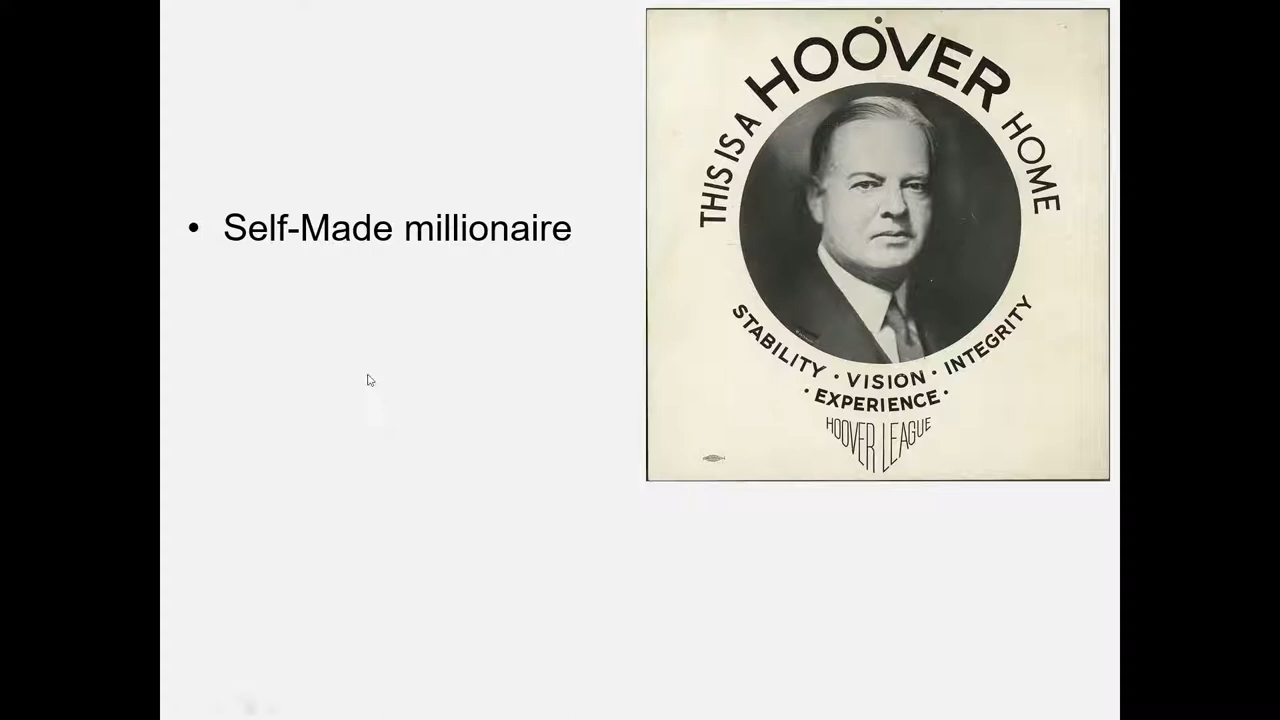 • Self-Made millionaire
THIS IS A HOOVER HOME
STABILITY · VISION · INTEGRITY
· EXPERIENCE ·
HOOVER LEAGUE